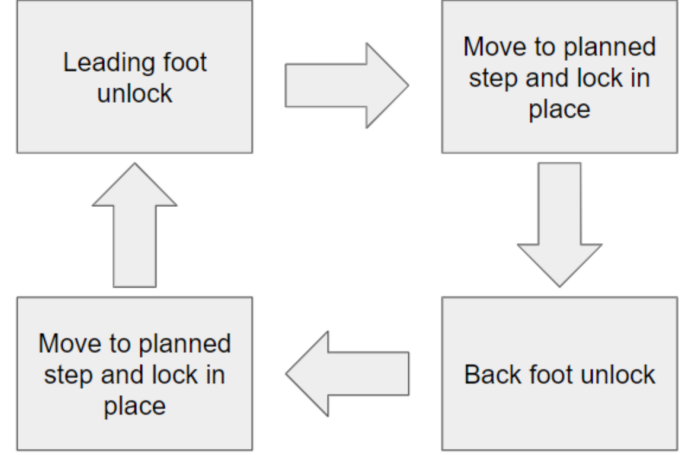 Leading foot
unlock
Move to planned
step and lock in
place
Back foot unlock
Move to planned
step and lock in
place